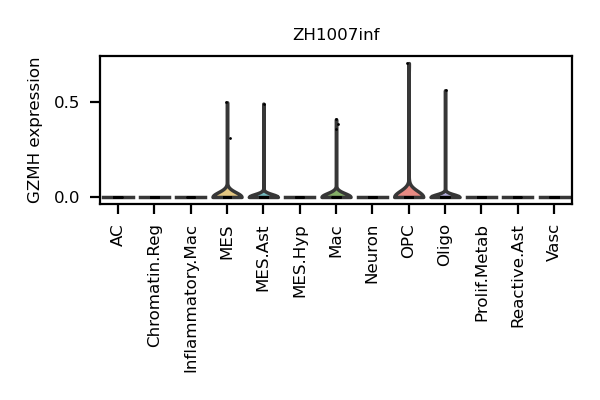 ZH1007inf
GZMH expression
0.5
0.0
AC
Chromatin.Reg
Inflammatory.Mac
MES
MES.Ast
MES.Hyp
Mac
Neuron
OPC
Oligo
Prolif.Metab
Reactive.Ast
Vasc